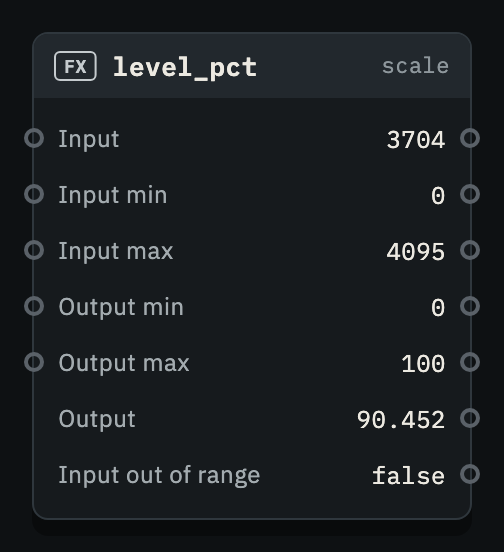 FX level_pct scale
Input 3704
Input min 0
Input max 4095
Output min 0
Output max 100
Output 90.452
Input out of range false